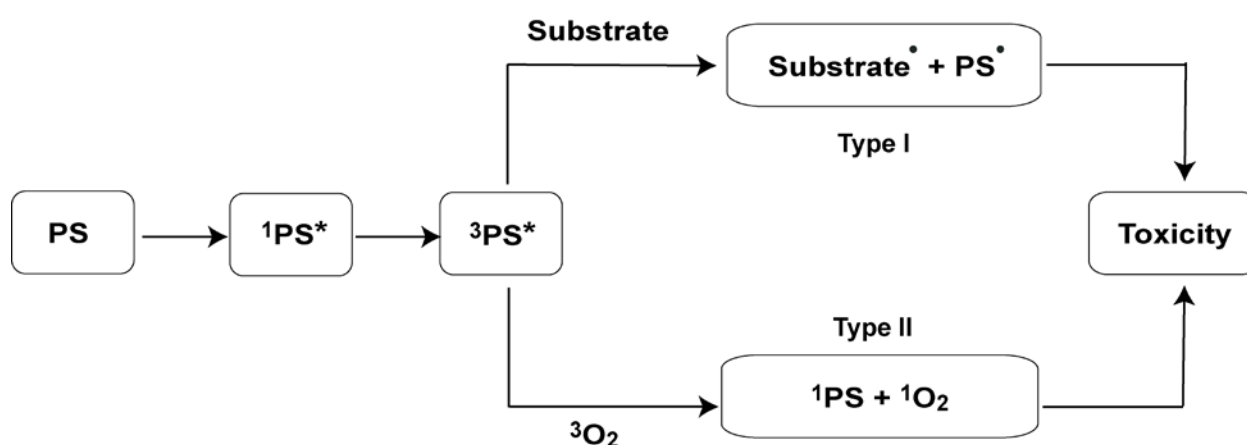 Substrate
Substrate• + PS•
Type I
PS
¹PS*
³PS*
Toxicity
Type II
¹PS + ¹O₂
³O₂